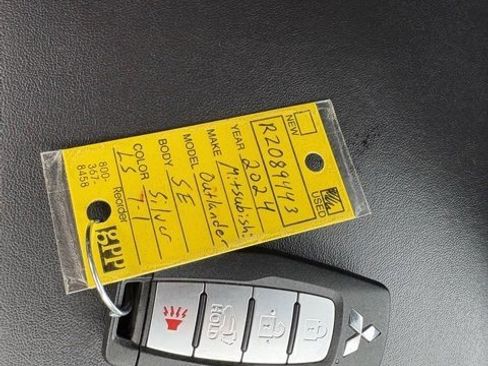 NEW
USED
RZ089443
YEAR 2024
MAKE Mitsubishi
MODEL Outlander
BODY SE
COLOR Silver
LS 7-1
800-
367-
8458
Reorder
BPP
HOLD